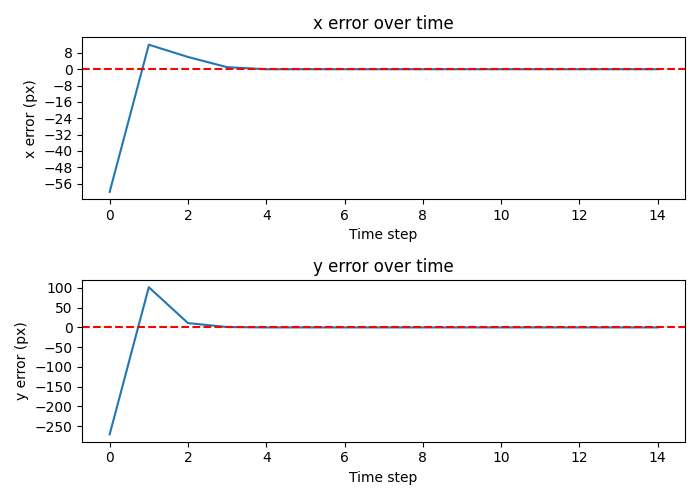 x error over time
8
0
−8
−16
−24
−32
−40
−48
−56
x error (px)
0 2 4 6 8 10 12 14
Time step
y error over time
100
50
0
−50
−100
−150
−200
−250
y error (px)
0 2 4 6 8 10 12 14
Time step